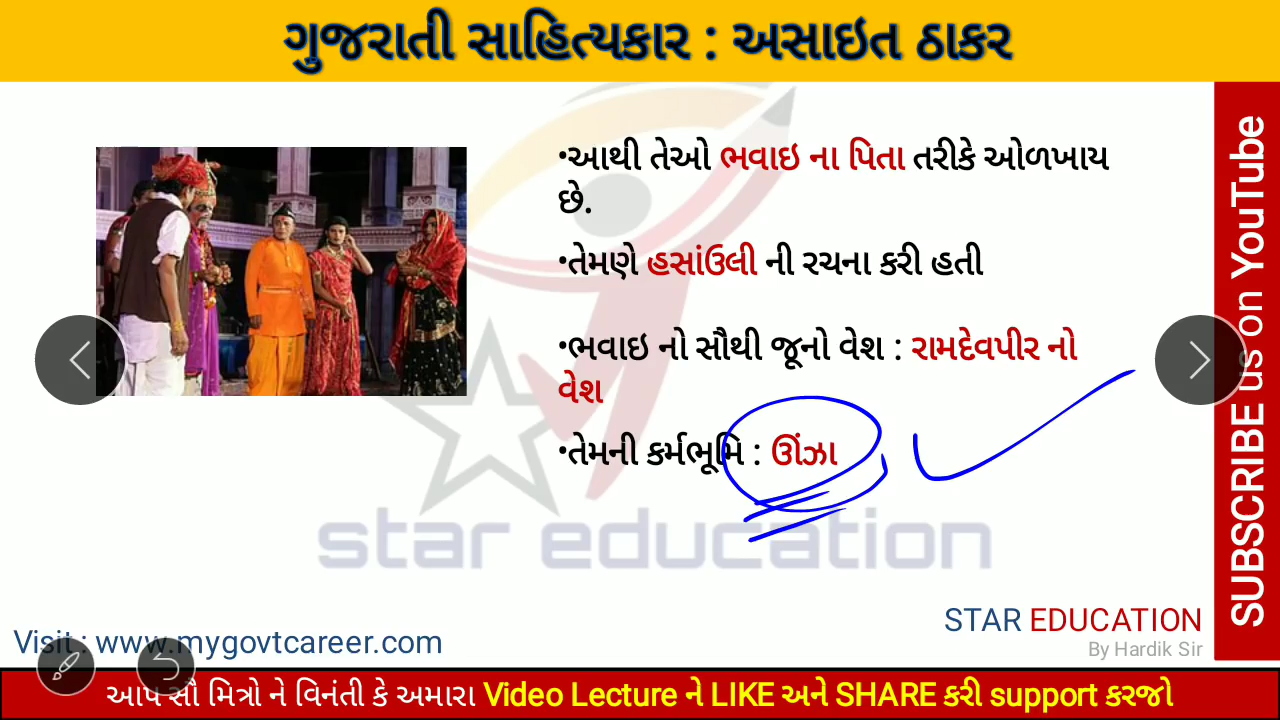 ગુજરાતી સાહિત્યકાર : અસાઇત ઠાકર
•આથી તેઓ ભવાઇ ના પિતા તરીકે ઓળખાય
છે.
•તેમણે હસાંઉલી ની રચના કરી હતી
•ભવાઇ નો સૌથી જૂનો વેશ : રામદેવપીર નો
વેશ
•તેમની કર્મભૂમિ : ઊંઝા
star education
STAR EDUCATION
By Hardik Sir
Visit : www.mygovtcareer.com
SUBSCRIBE us on YouTube
આપ સૌ મિત્રો ને વિનંતી કે અમારા Video Lecture ને LIKE અને SHARE કરી support કરજો